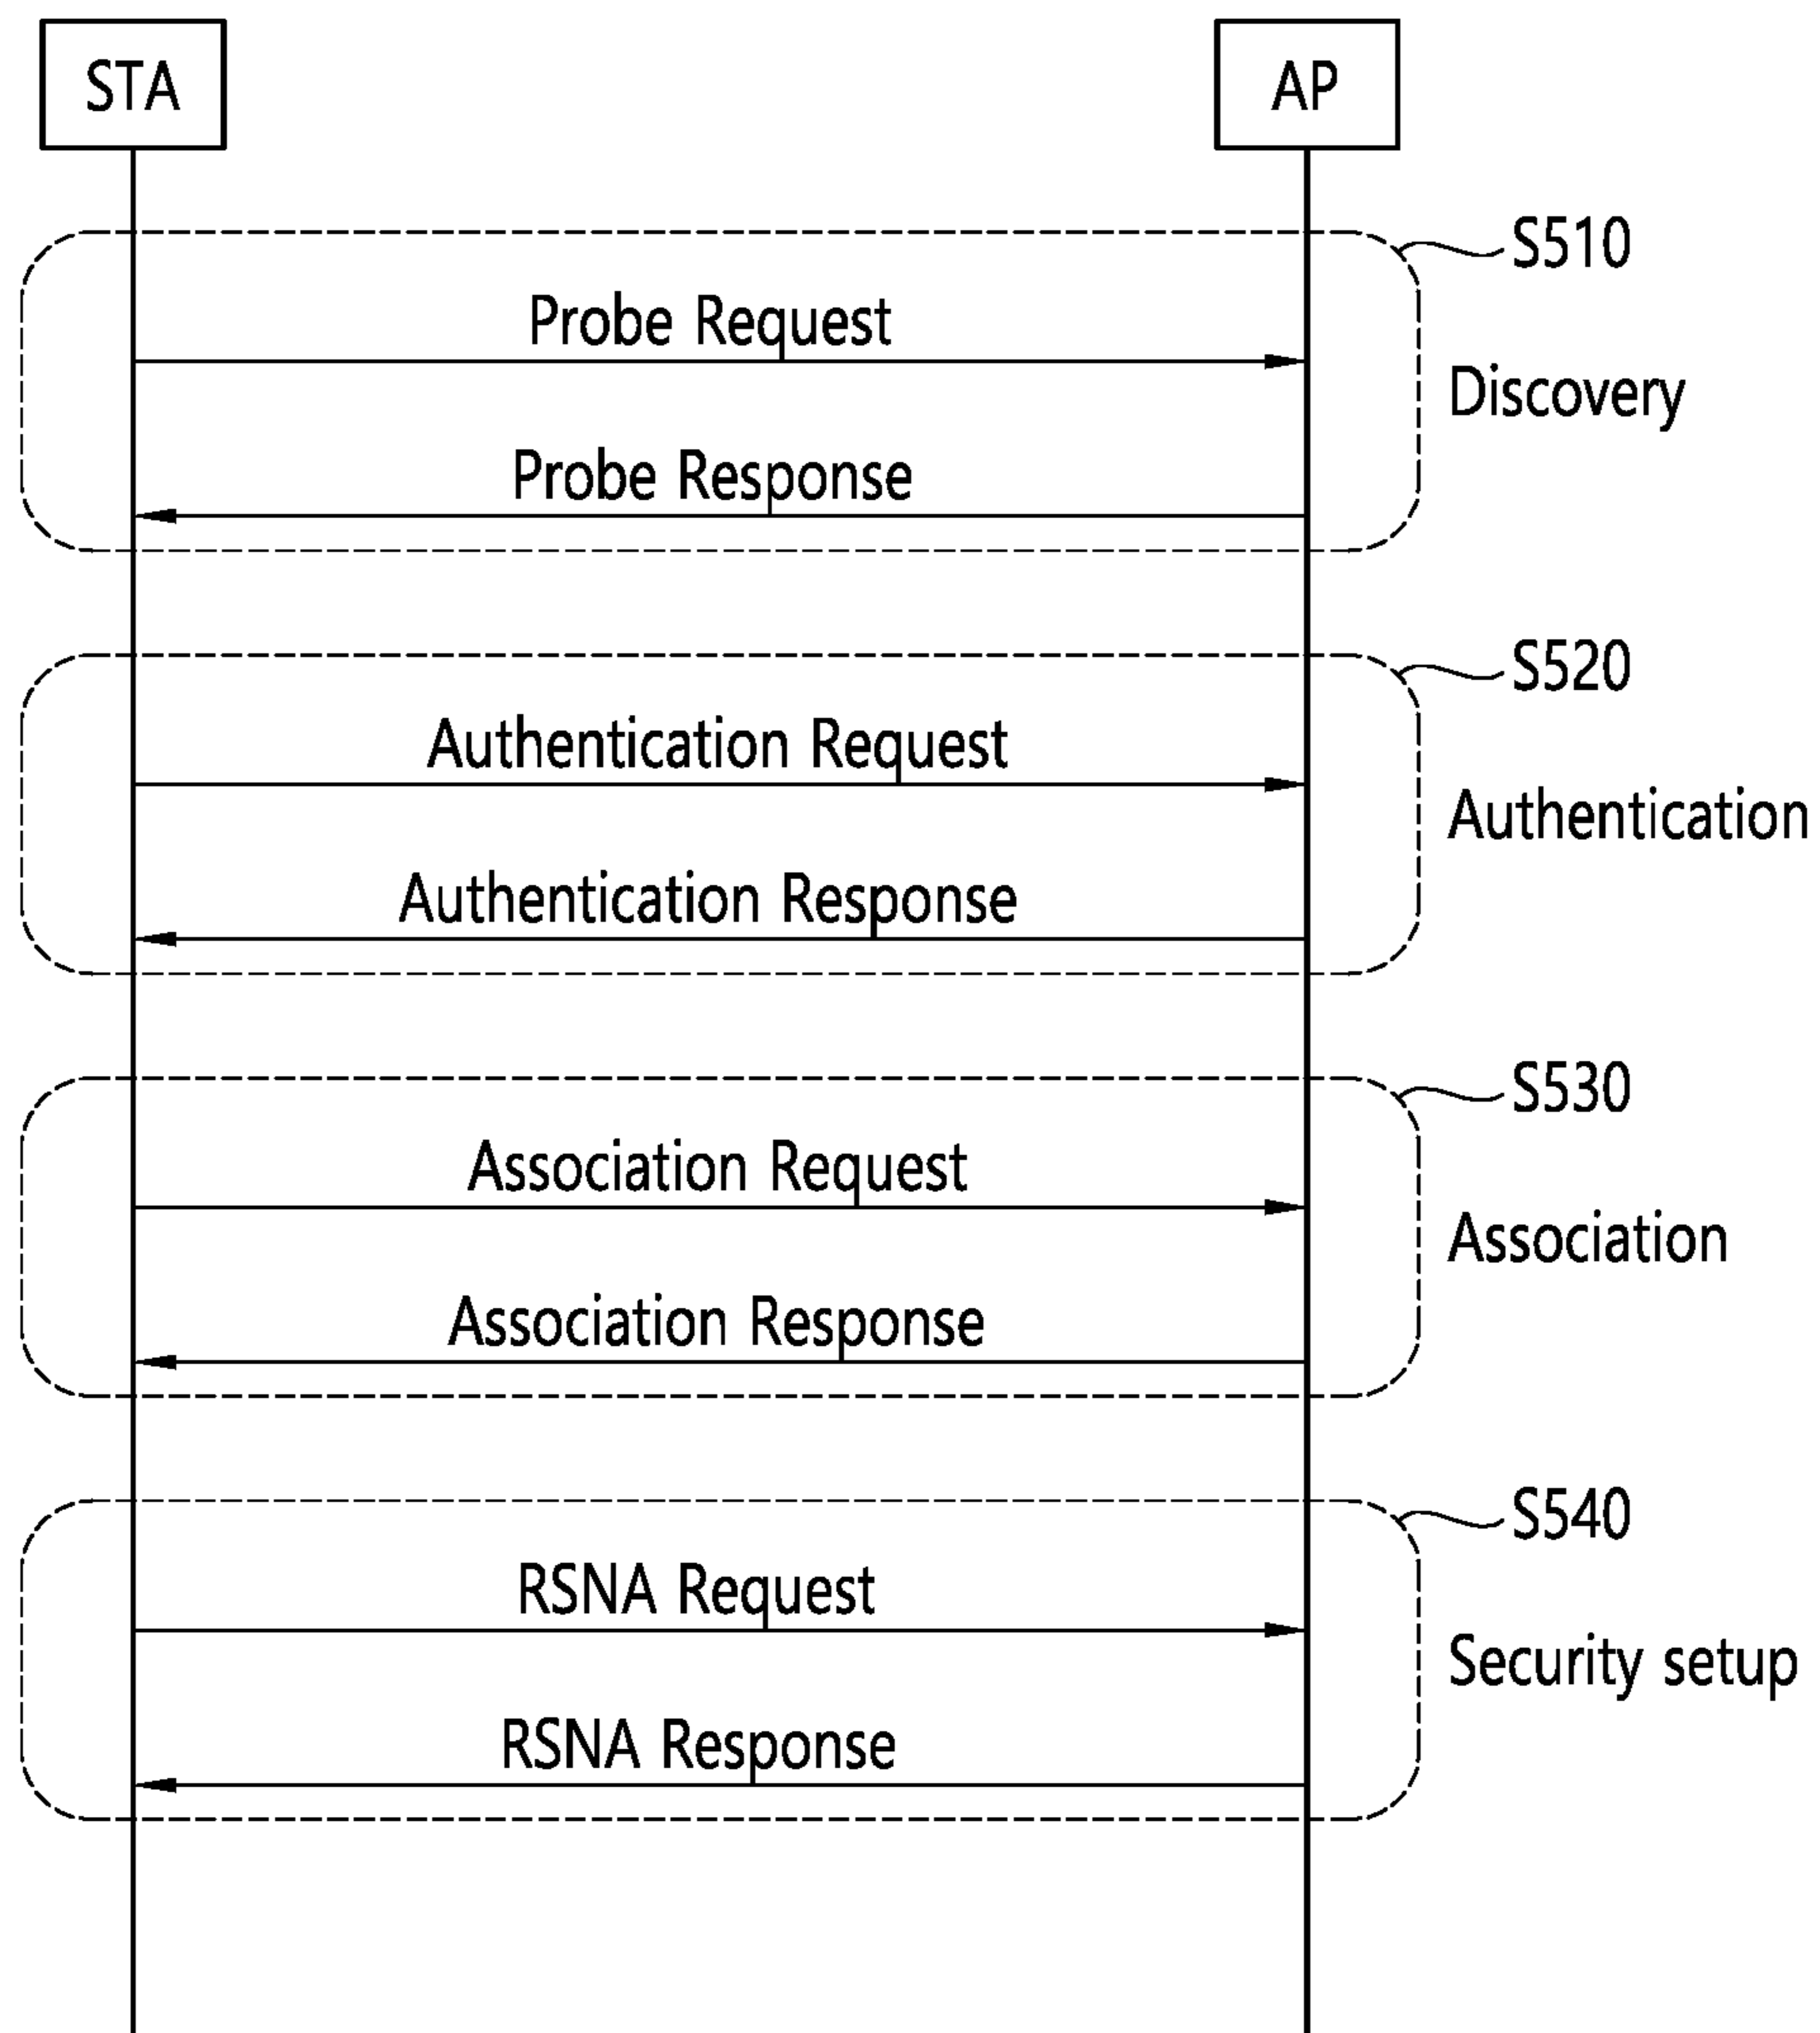 STA
AP
S510
Probe Request
Discovery
Probe Response
S520
Authentication Request
Authentication
Authentication Response
S530
Association Request
Association
Association Response
S540
RSNA Request
Security setup
RSNA Response